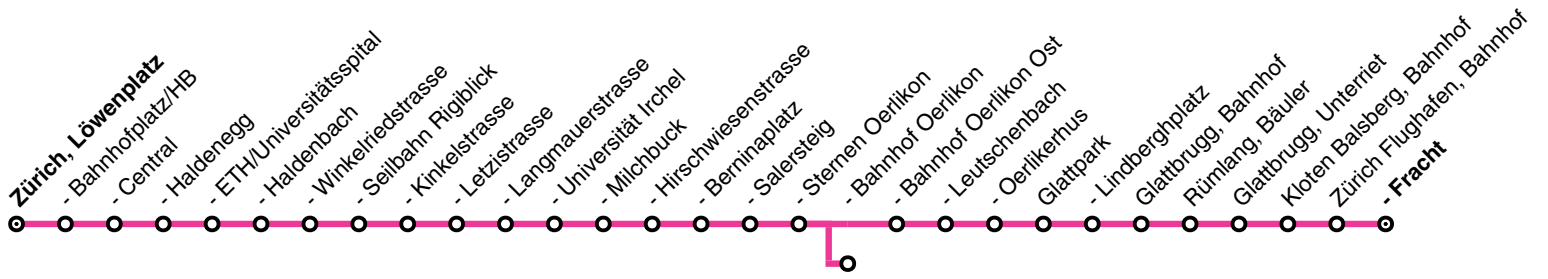 Zürich, Löwenplatz
- Bahnhofplatz/HB
- Central
- Haldenegg
- ETH/Universitätsspital
- Haldenbach
- Winkelriedstrasse
- Seilbahn Rigiblick
- Kinkelstrasse
- Letzistrasse
- Langmauerstrasse
- Universität Irchel
- Milchbuck
- Hirschwiesenstrasse
- Berninaplatz
- Salersteig
- Sternen Oerlikon
- Bahnhof Oerlikon
- Bahnhof Oerlikon Ost
- Leutschenbach
- Oerlikerhus
Glattpark
- Lindberghplatz
Glattbrugg, Bahnhof
Rümlang, Bäuler
Glattbrugg, Unterriet
Kloten Balsberg, Bahnhof
Zürich Flughafen, Bahnhof
- Fracht